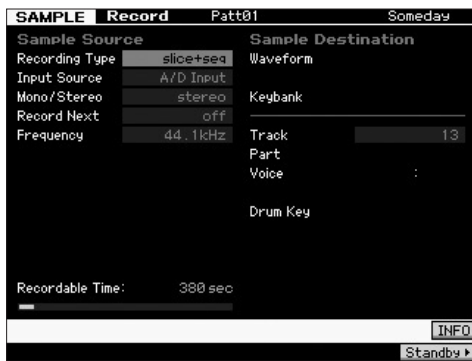 SAMPLE Record Patt01 Someday
Sample Source
Recording Type slice+seq
Input Source A/D Input
Mono/Stereo stereo
Record Next off
Frequency 44.1kHz
Recordable Time: 380 sec
Sample Destination
Waveform
Keybank
Track 13
Part
Voice :
Drum Key
INFO
Standby